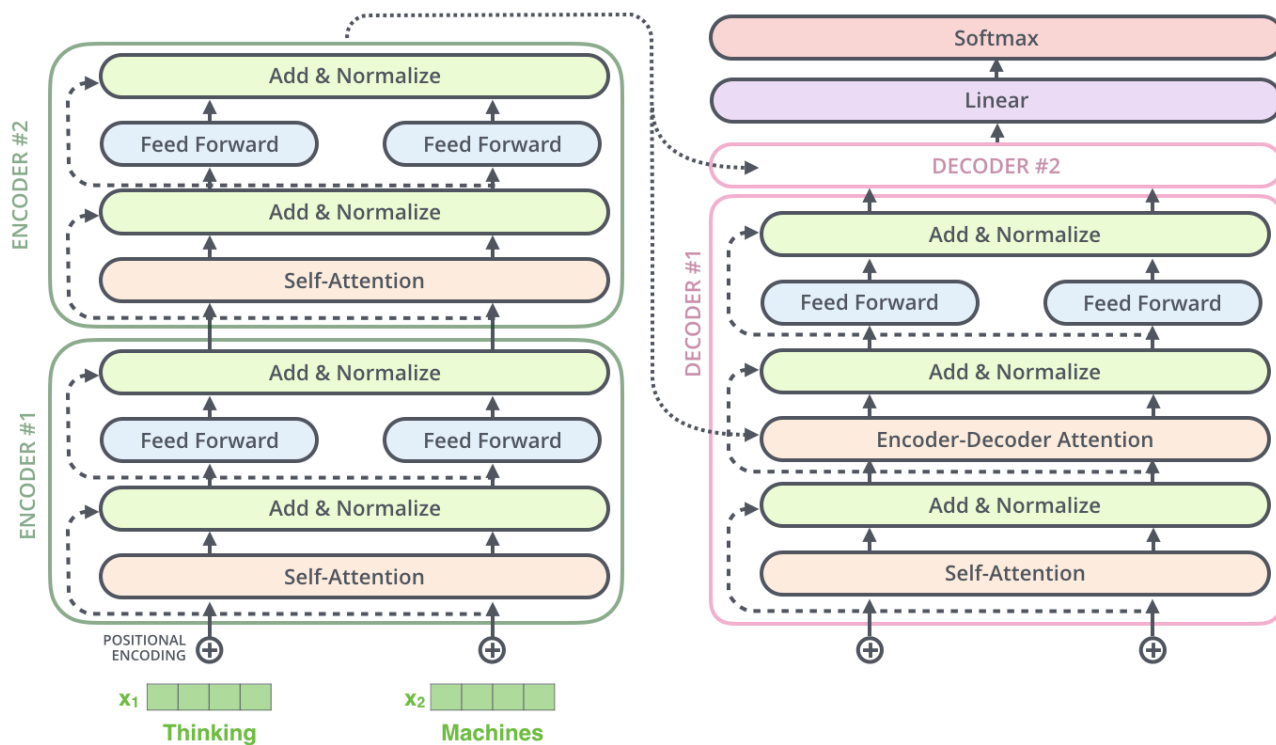 ENCODER #2
Add & Normalize
Feed Forward
Feed Forward
Add & Normalize
Self-Attention
ENCODER #1
Add & Normalize
Feed Forward
Feed Forward
Add & Normalize
Self-Attention
POSITIONAL
ENCODING
x₁
x₂
Thinking
Machines
Softmax
Linear
DECODER #2
DECODER #1
Add & Normalize
Feed Forward
Feed Forward
Add & Normalize
Encoder-Decoder Attention
Add & Normalize
Self-Attention